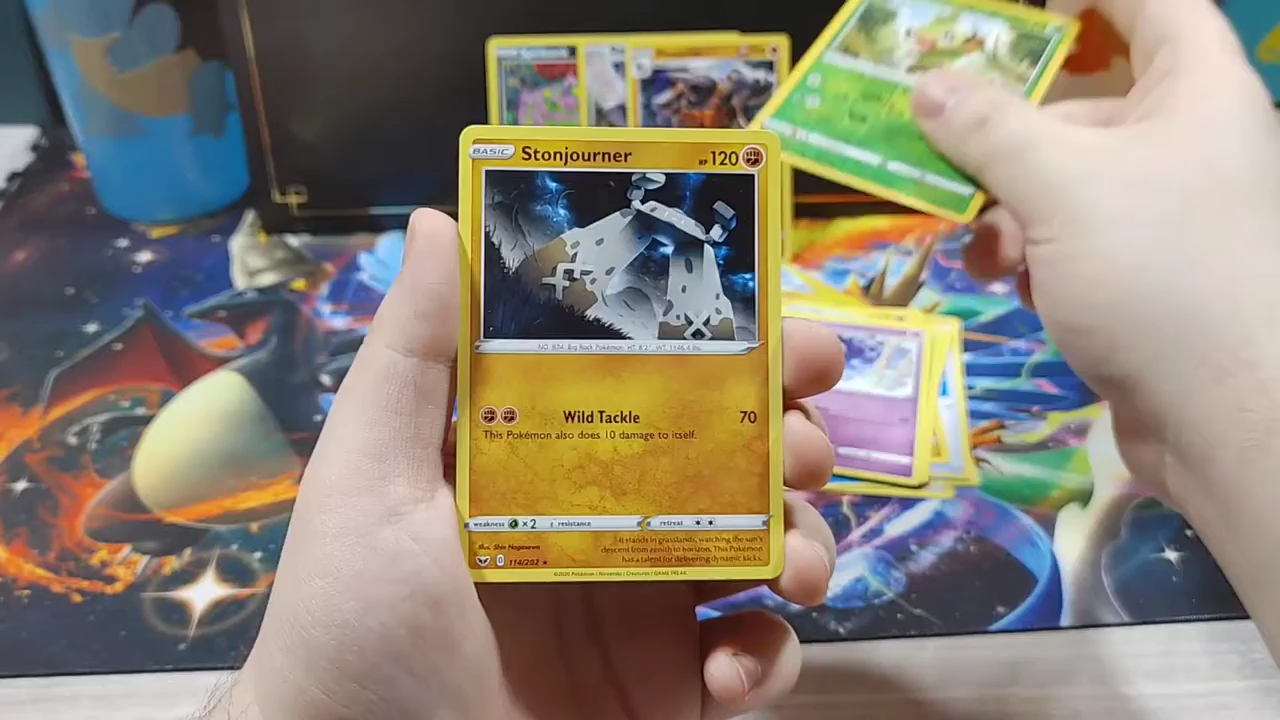 BASIC Stonjourner HP 120
NO. 874 Big Rock Pokémon HT: 8'2" WT: 1146.4 lbs.
Wild Tackle 70
This Pokémon also does 10 damage to itself.
weakness ×2 resistance retreat
Illus. Shin Nagasawa
It stands in grasslands, watching the sun's
descent from zenith to horizon. This Pokémon
has a talent for delivering dynamic kicks.
D 114/202 ★
©2020 Pokémon / Nintendo / Creatures / GAME FREAK